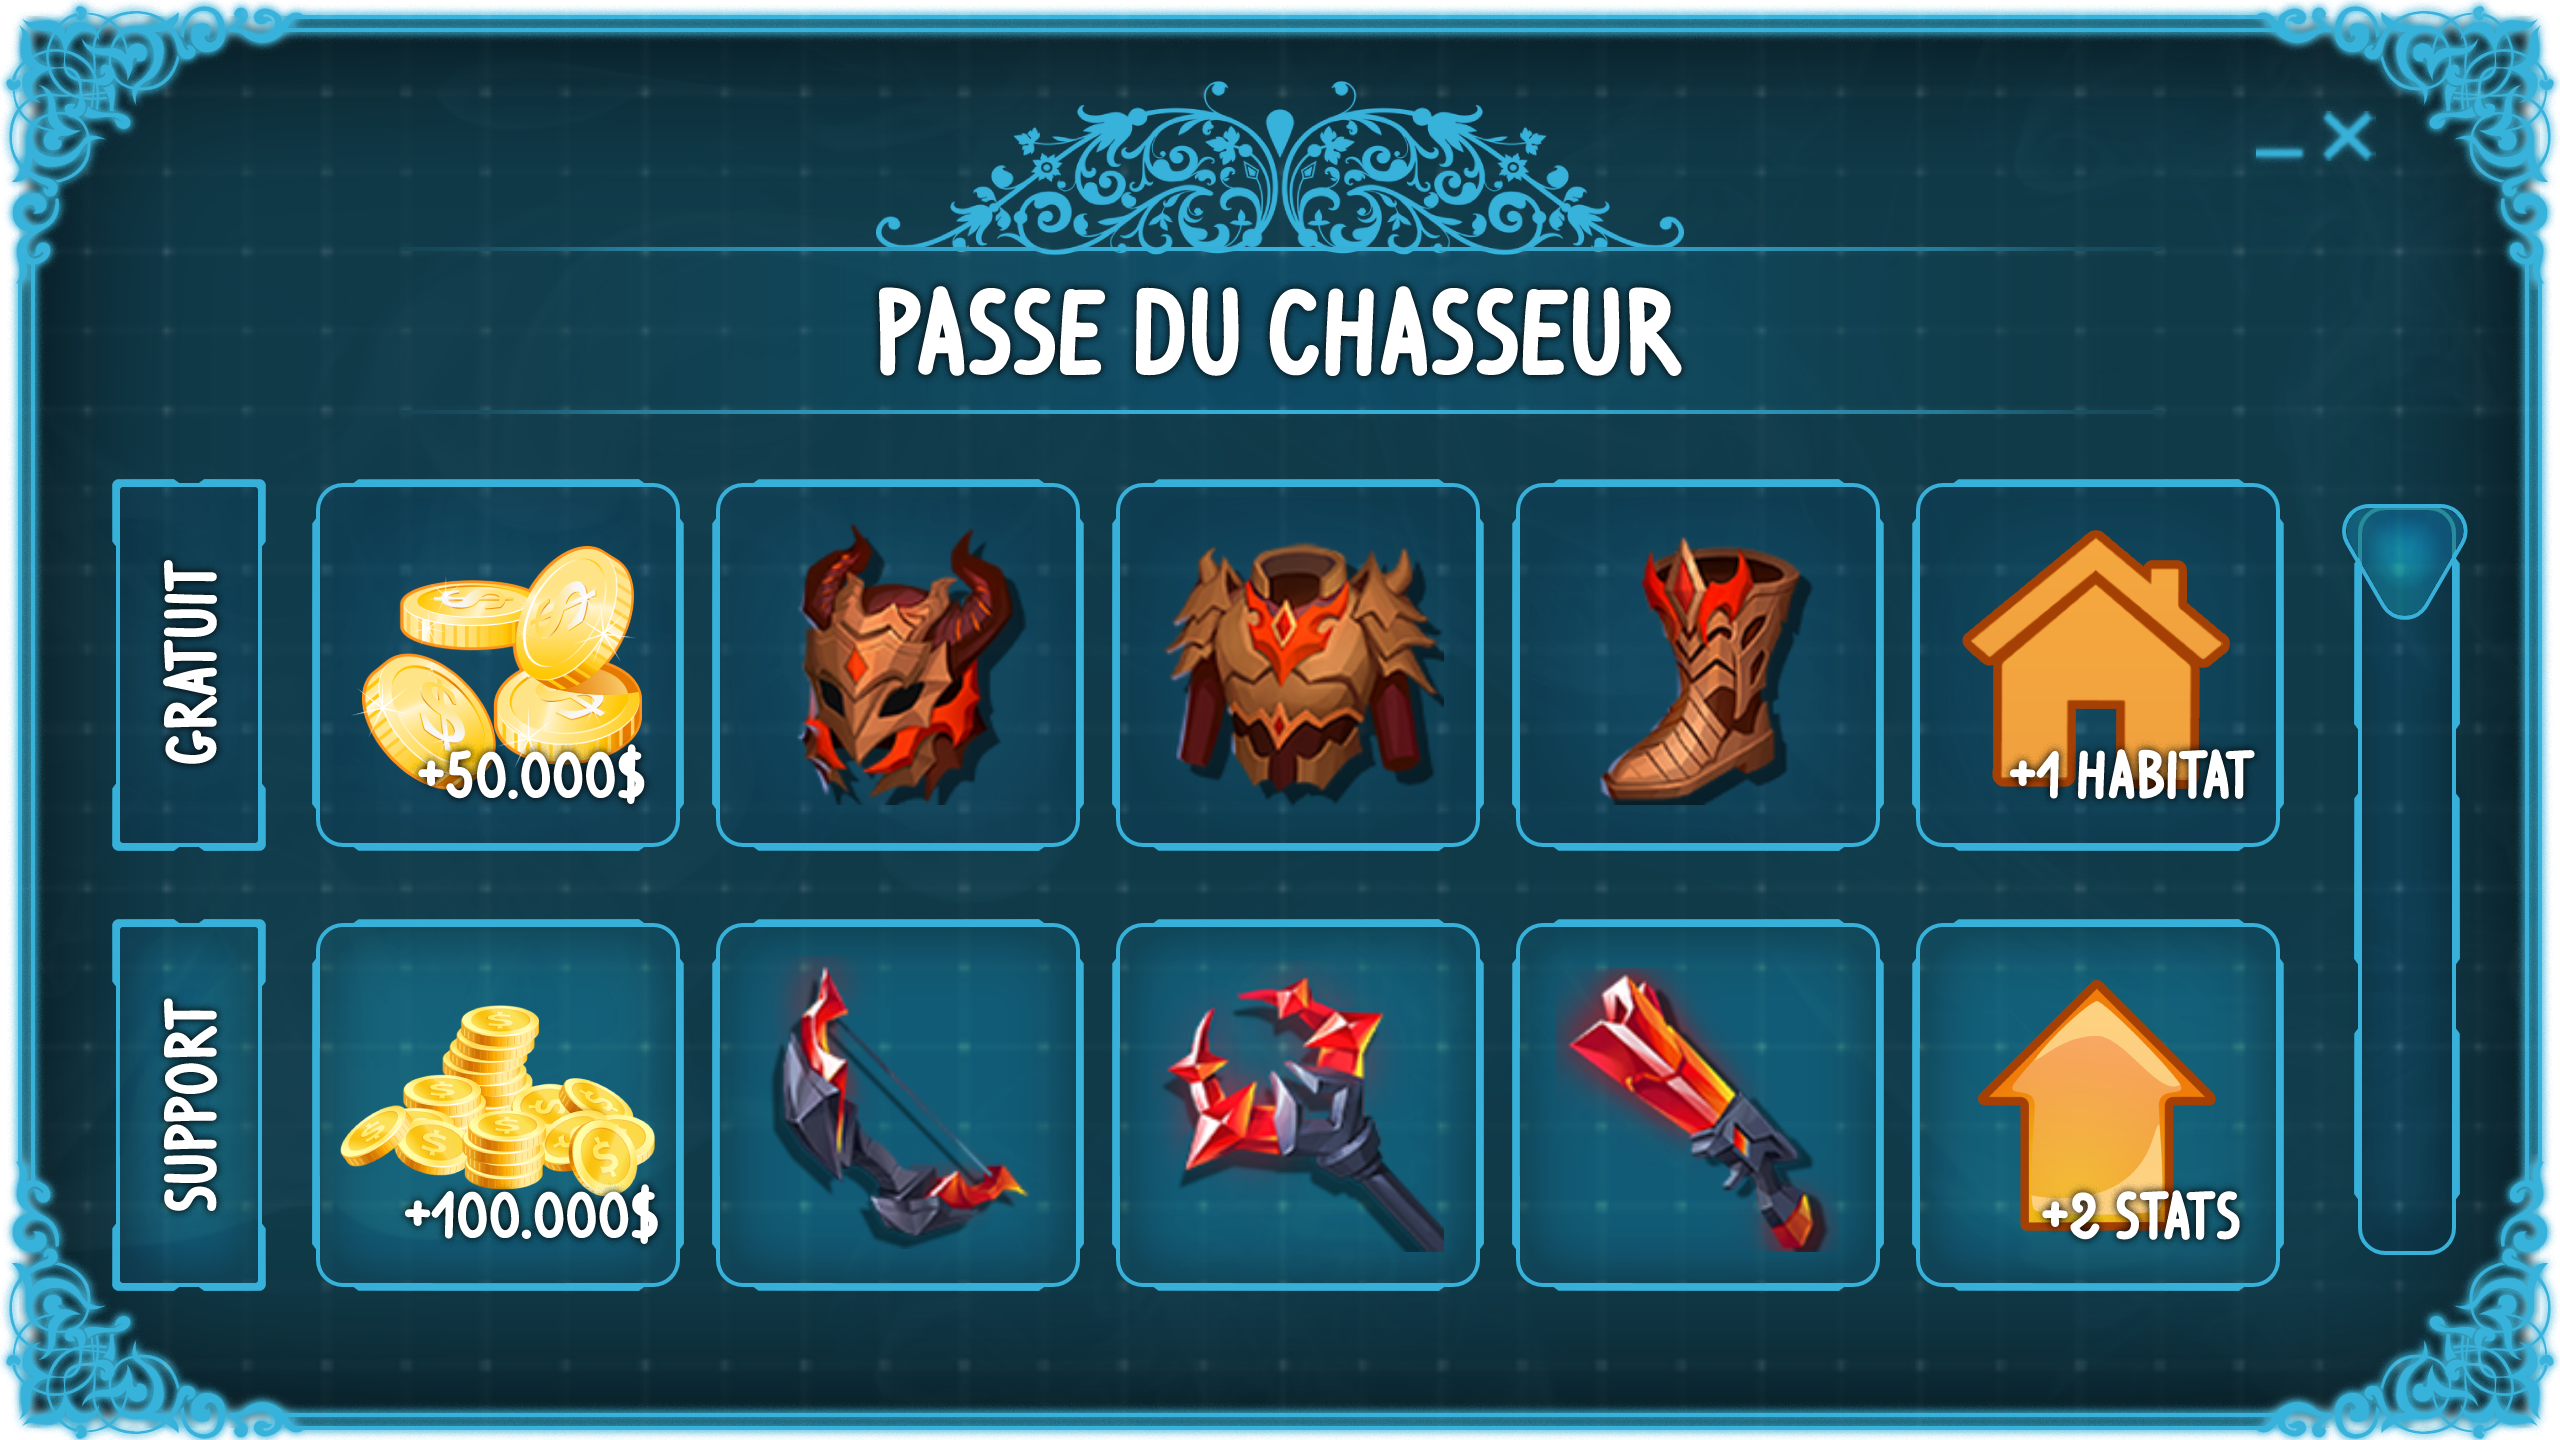 PASSE DU CHASSEUR
GRATUIT
+50.000$
+1 HABITAT
SUPPORT
+100.000$
+2 STATS